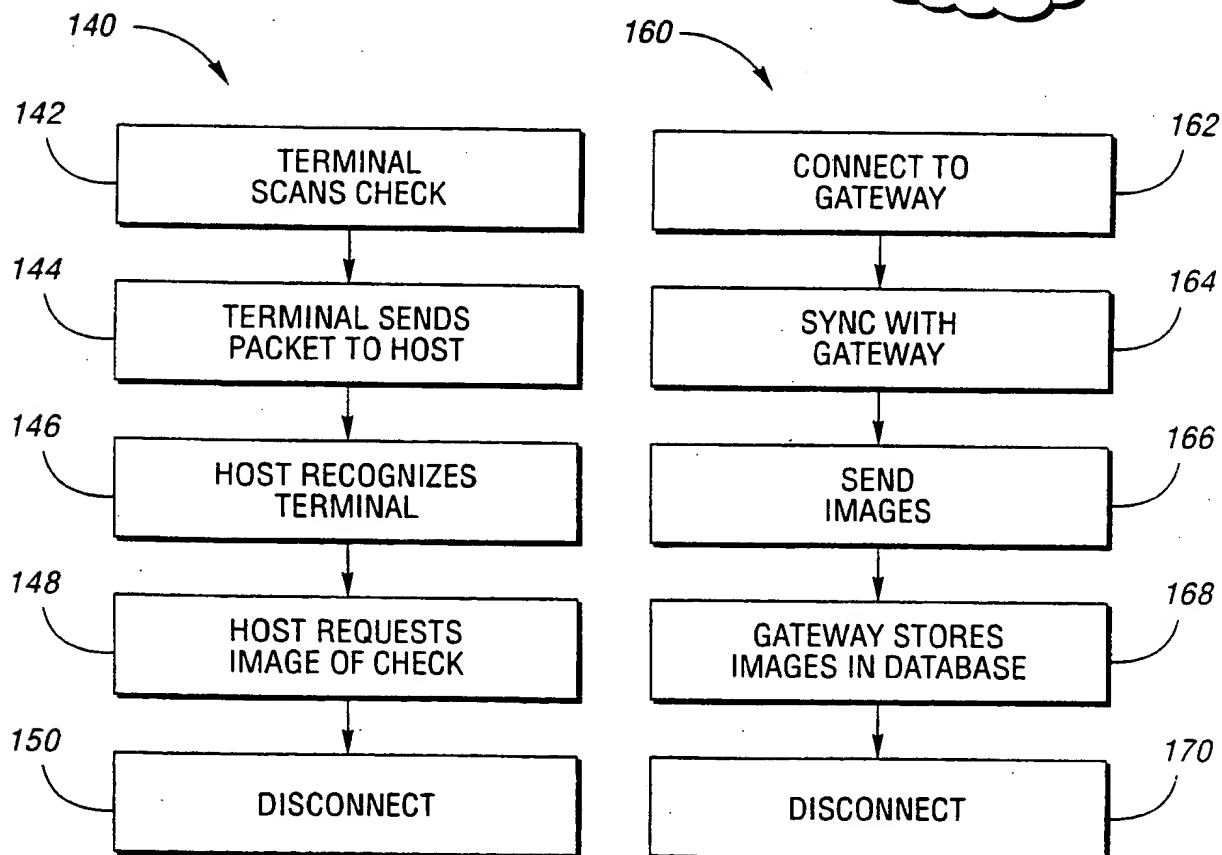 140
142
TERMINAL
SCANS CHECK
144
TERMINAL SENDS
PACKET TO HOST
146
HOST RECOGNIZES
TERMINAL
148
HOST REQUESTS
IMAGE OF CHECK
150
DISCONNECT
160
162
CONNECT TO
GATEWAY
164
SYNC WITH
GATEWAY
166
SEND
IMAGES
168
GATEWAY STORES
IMAGES IN DATABASE
170
DISCONNECT